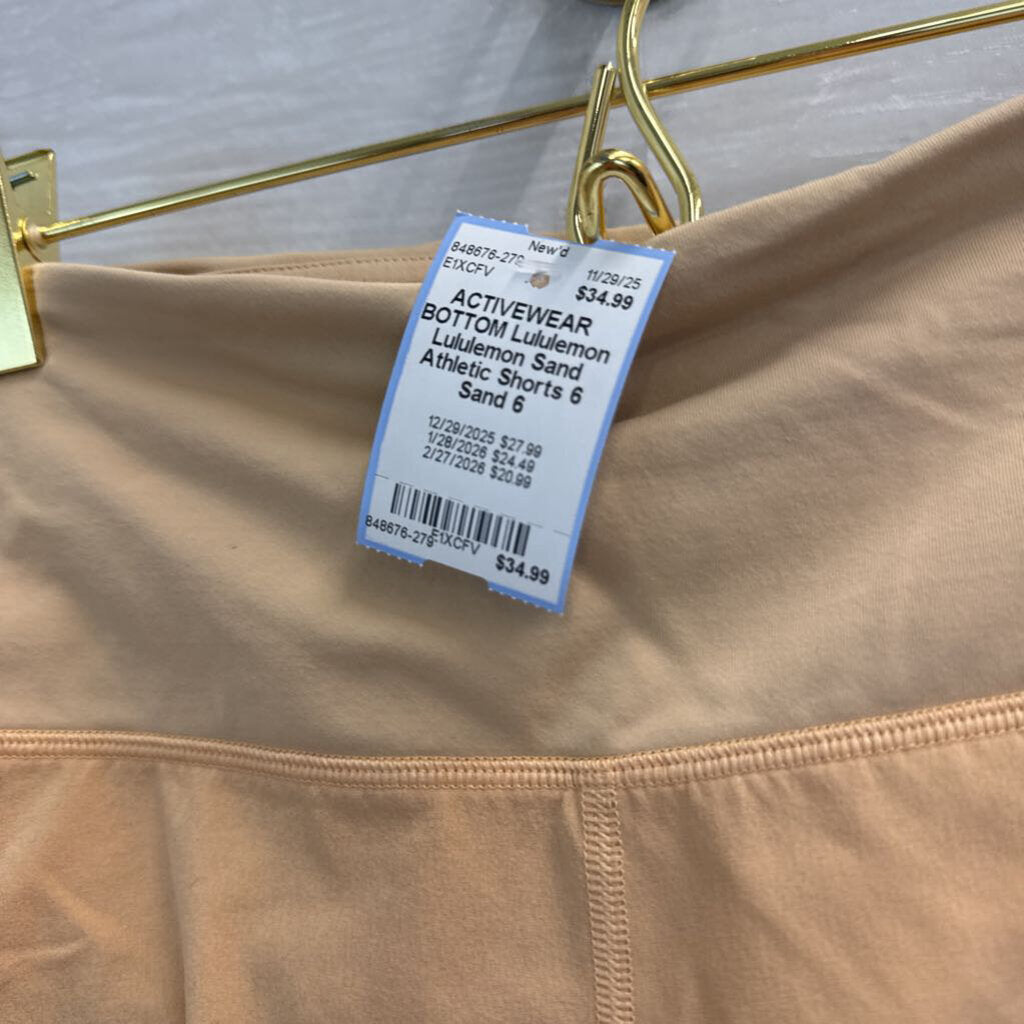 New'd
848676-279 11/29/25
E1XCFV $34.99
ACTIVEWEAR
BOTTOM Lululemon
Lululemon Sand
Athletic Shorts 6
Sand 6
12/29/2025 $27.99
1/28/2026 $24.49
2/27/2026 $20.99
848676-279 E1XCFV
$34.99